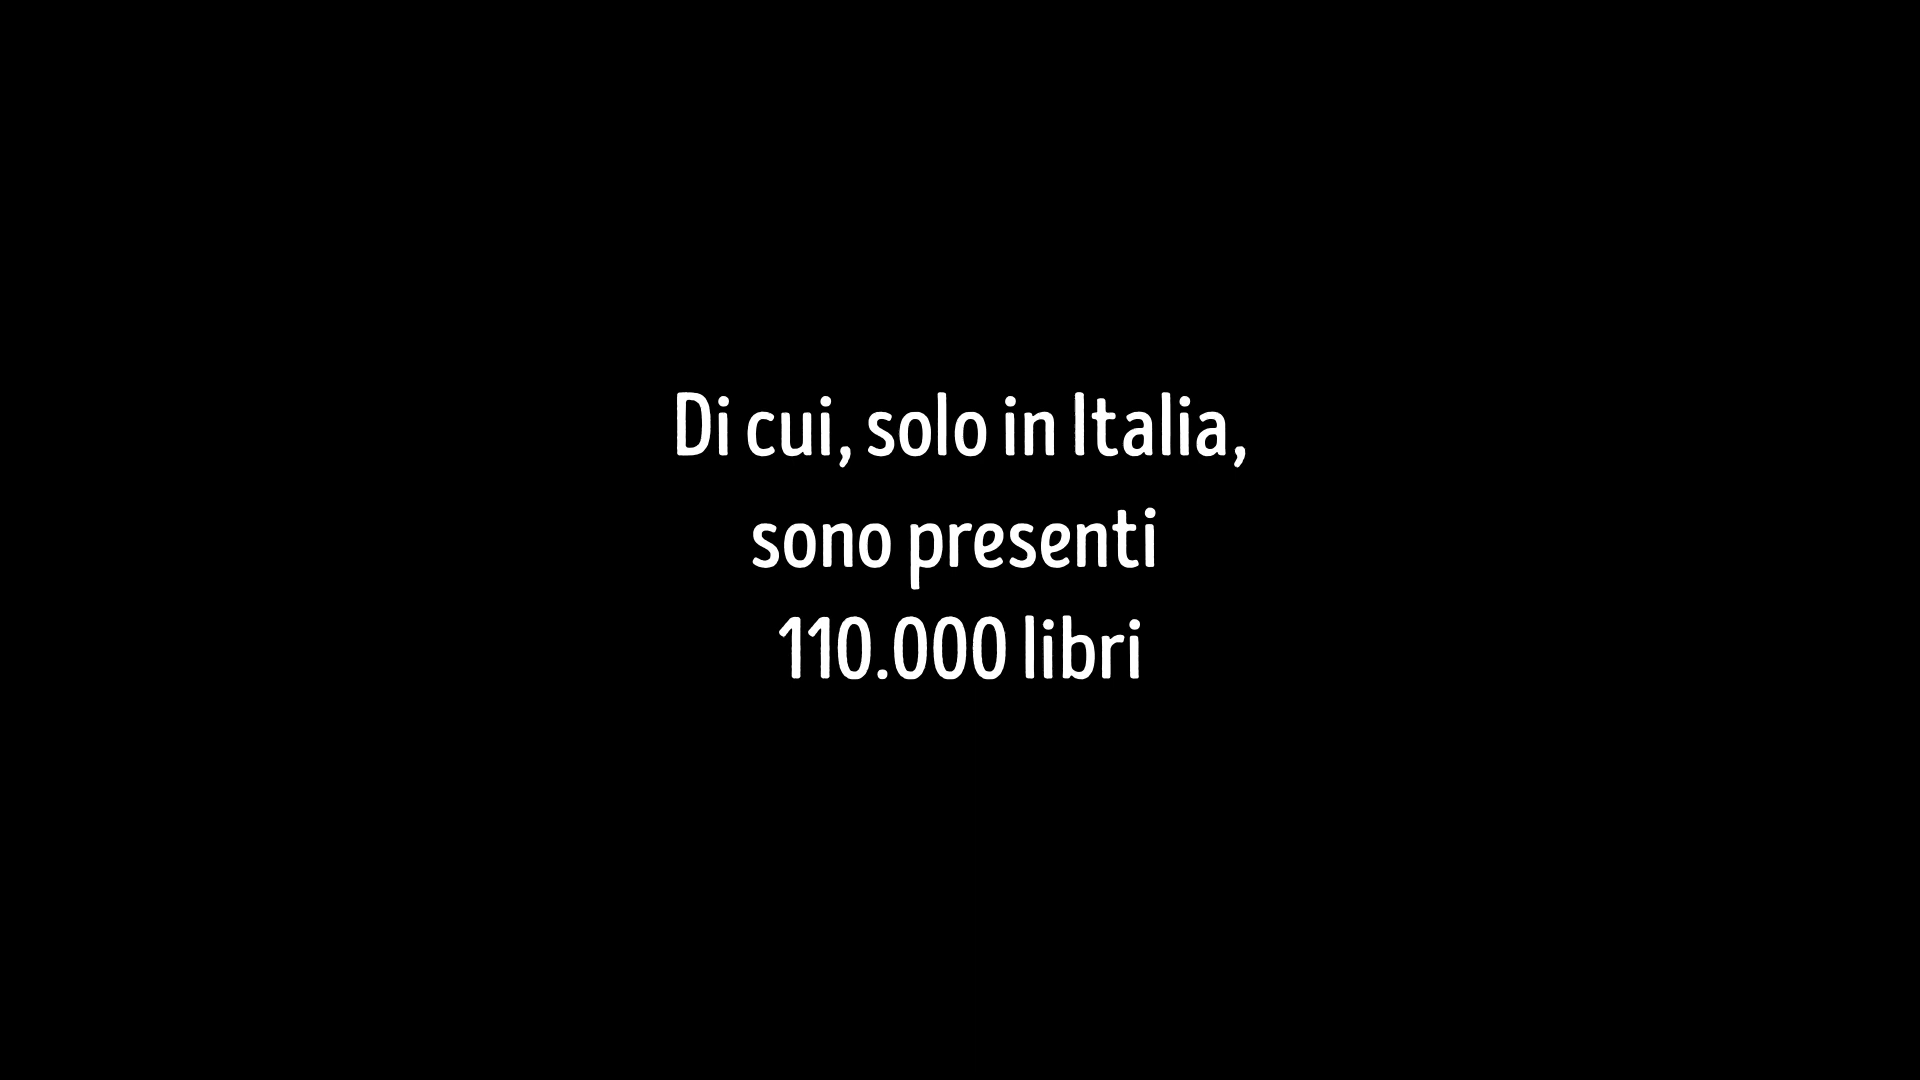 Di cui, solo in Italia,
sono presenti
110.000 libri